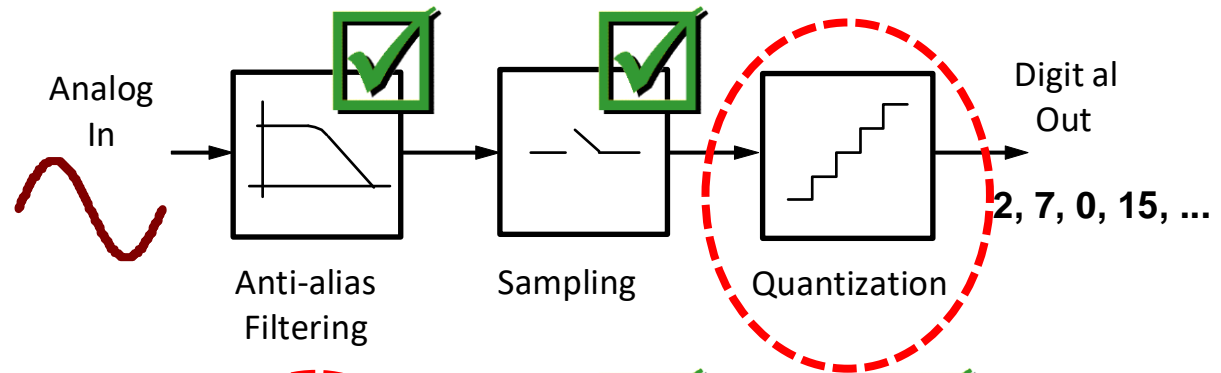 Analog
In
Digit al
Out
2, 7, 0, 15, ...
Anti-alias
Filtering
Sampling
Quantization